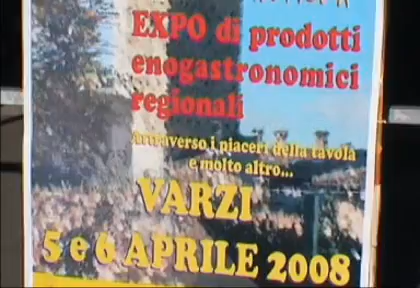 EXPO di prodotti
enogastronomici
regionali
Attraverso i piaceri della tavola
e molto altro...
VARZI
5 e 6 APRILE 2008